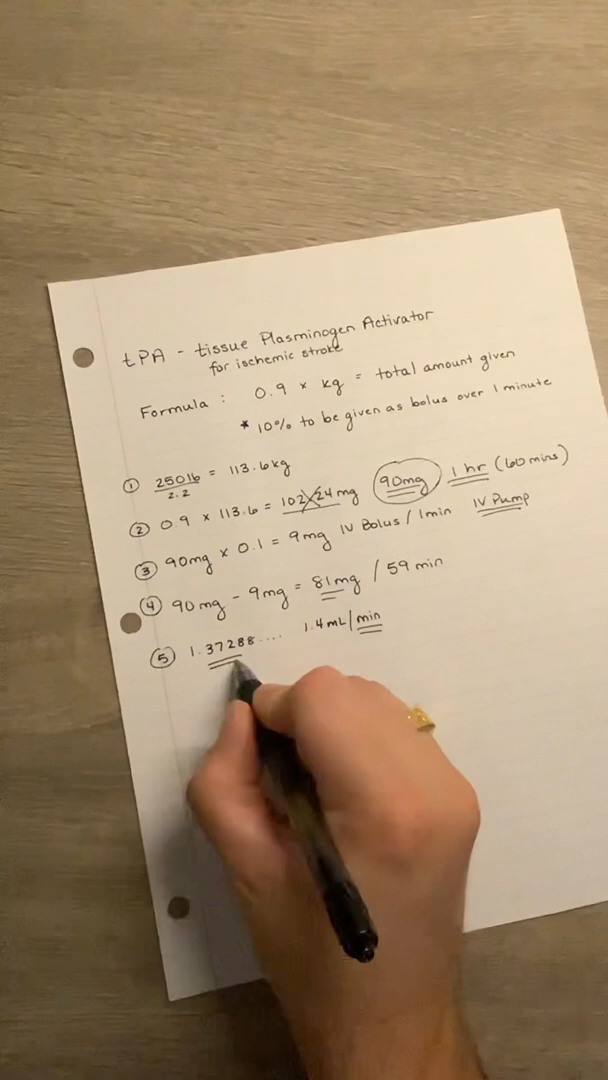 tPA - tissue Plasminogen Activator
for ischemic stroke
Formula : 0.9 × kg = total amount given
* 10% to be given as bolus over 1 minute
① 250lb / 2.2 = 113.6kg
② 0.9 × 113.6 = 102.24mg 90mg 1 hr (60 mins)
③ 90mg × 0.1 = 9mg IV Bolus / 1min IV Pump
④ 90mg - 9mg = 81mg / 59 min
⑤ 1.37288.... 1.4mL/min